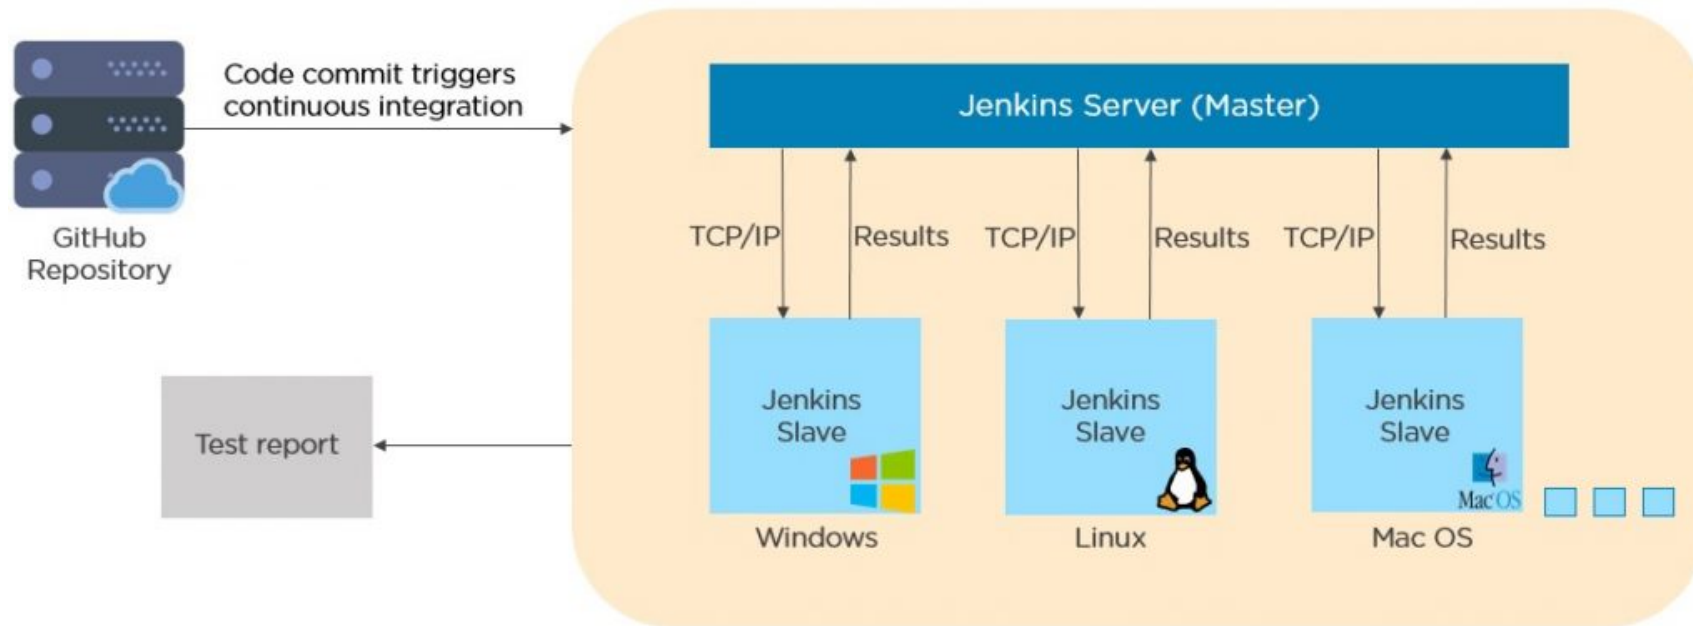 Code commit triggers
continuous integration
GitHub
Repository
Test report
Jenkins Server (Master)
TCP/IP
Results
TCP/IP
Results
TCP/IP
Results
Jenkins
Slave
Windows
Jenkins
Slave
Linux
Jenkins
Slave
Mac OS
Mac OS